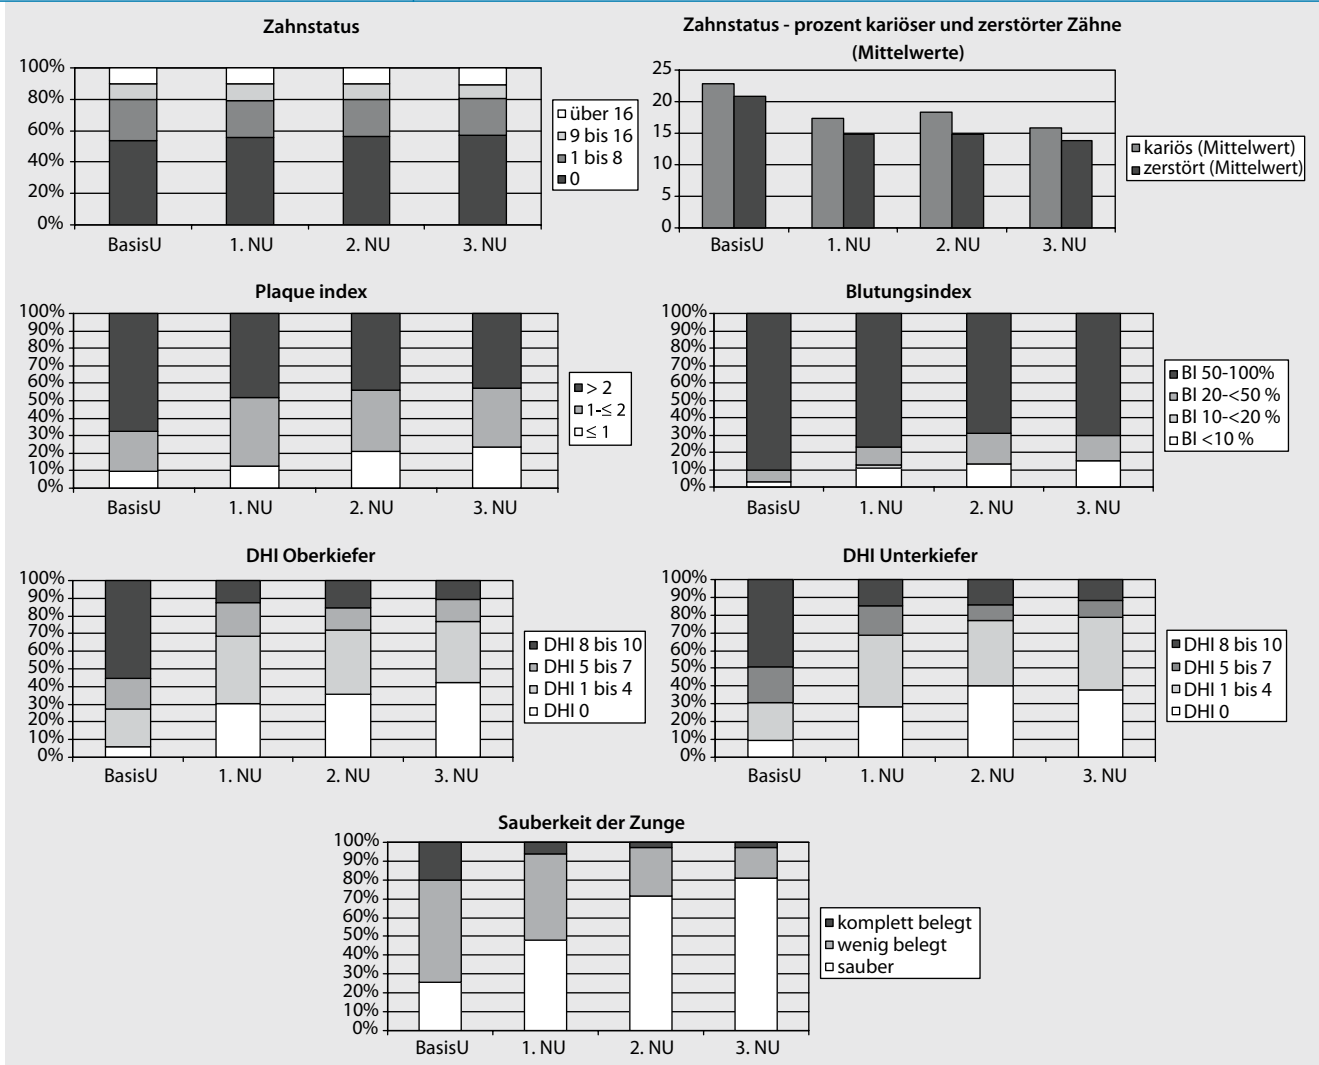 Zahnstatus
100%
80%
60%
40%
20%
0%
BasisU 1. NU 2. NU 3. NU
über 16
9 bis 16
1 bis 8
0
Zahnstatus - prozent kariöser und zerstörter Zähne
(Mittelwerte)
25
20
15
10
5
0
BasisU 1. NU 2. NU 3. NU
kariös (Mittelwert)
zerstört (Mittelwert)
Plaque index
100%
90%
80%
70%
60%
50%
40%
30%
20%
10%
0%
BasisU 1. NU 2. NU 3. NU
> 2
1-≤ 2
≤ 1
Blutungsindex
100%
90%
80%
70%
60%
50%
40%
30%
20%
10%
0%
BasisU 1. NU 2. NU 3. NU
BI 50-100%
BI 20-<50 %
BI 10-<20 %
BI <10 %
DHI Oberkiefer
100%
90%
80%
70%
60%
50%
40%
30%
20%
10%
0%
BasisU 1. NU 2. NU 3. NU
DHI 8 bis 10
DHI 5 bis 7
DHI 1 bis 4
DHI 0
DHI Unterkiefer
100%
90%
80%
70%
60%
50%
40%
30%
20%
10%
0%
BasisU 1. NU 2. NU 3. NU
DHI 8 bis 10
DHI 5 bis 7
DHI 1 bis 4
DHI 0
Sauberkeit der Zunge
100%
90%
80%
70%
60%
50%
40%
30%
20%
10%
0%
BasisU 1. NU 2. NU 3. NU
komplett belegt
wenig belegt
sauber